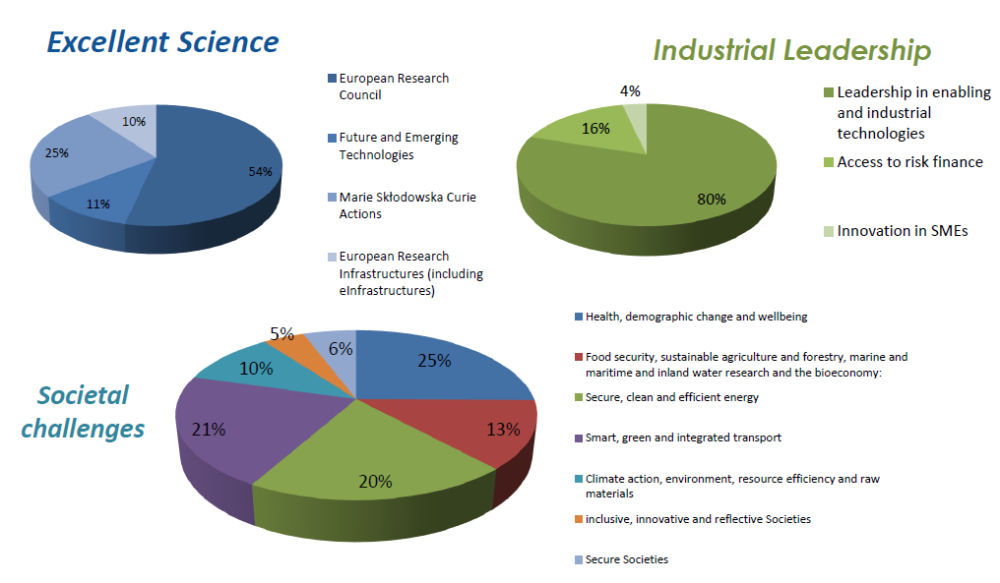 Excellent Science
European Research
Council
Future and Emerging
Technologies
Marie Skłodowska Curie
Actions
European Research
Infrastructures (including
eInfrastructures)
10%
25%
54%
11%
Industrial Leadership
4%
16%
80%
Leadership in enabling
and industrial
technologies
Access to risk finance
Innovation in SMEs
Societal
challenges
5%
6%
25%
10%
21%
13%
20%
Health, demographic change and wellbeing
Food security, sustainable agriculture and forestry, marine and
maritime and inland water research and the bioeconomy:
Secure, clean and efficient energy
Smart, green and integrated transport
Climate action, environment, resource efficiency and raw
materials
inclusive, innovative and reflective Societies
Secure Societies